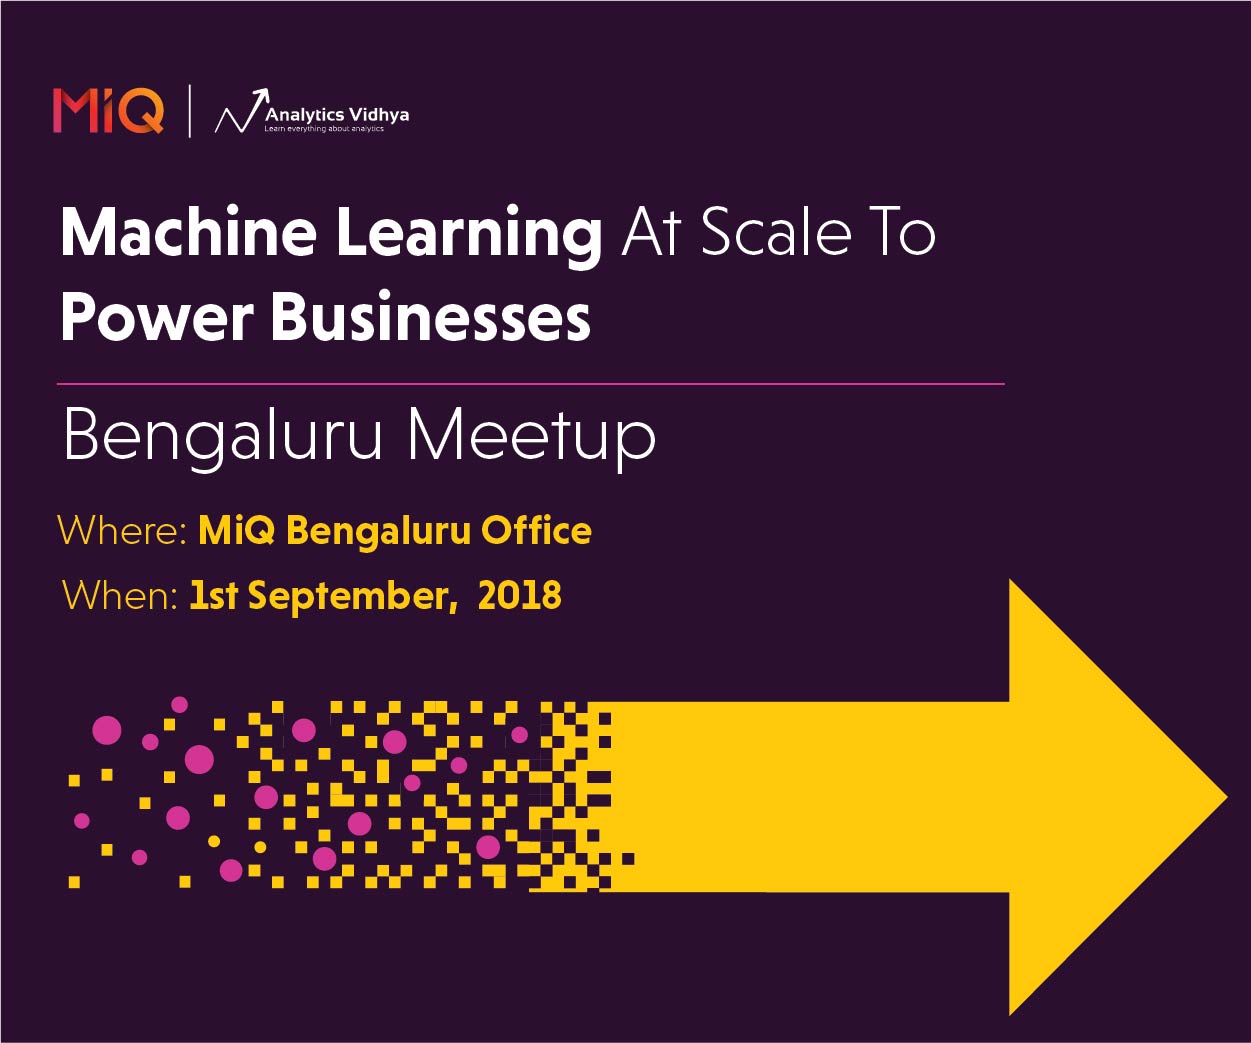 MiQ
Analytics Vidhya
Learn everything about analytics
Machine Learning At Scale To
Power Businesses
Bengaluru Meetup
Where: MiQ Bengaluru Office
When: 1st September, 2018